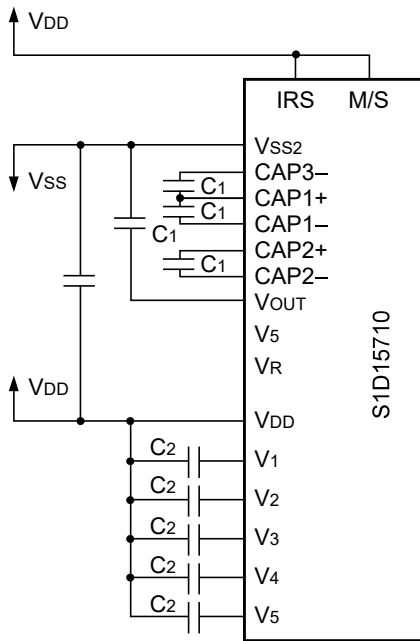 VDD
IRS M/S
VSS2
CAP3–
C1
CAP1+
VSS
C1
C1
CAP1–
CAP2+
C1
CAP2–
VOUT
V5
VR
S1D15710
VDD
VDD
C2
V1
C2
V2
C2
V3
C2
V4
C2
V5